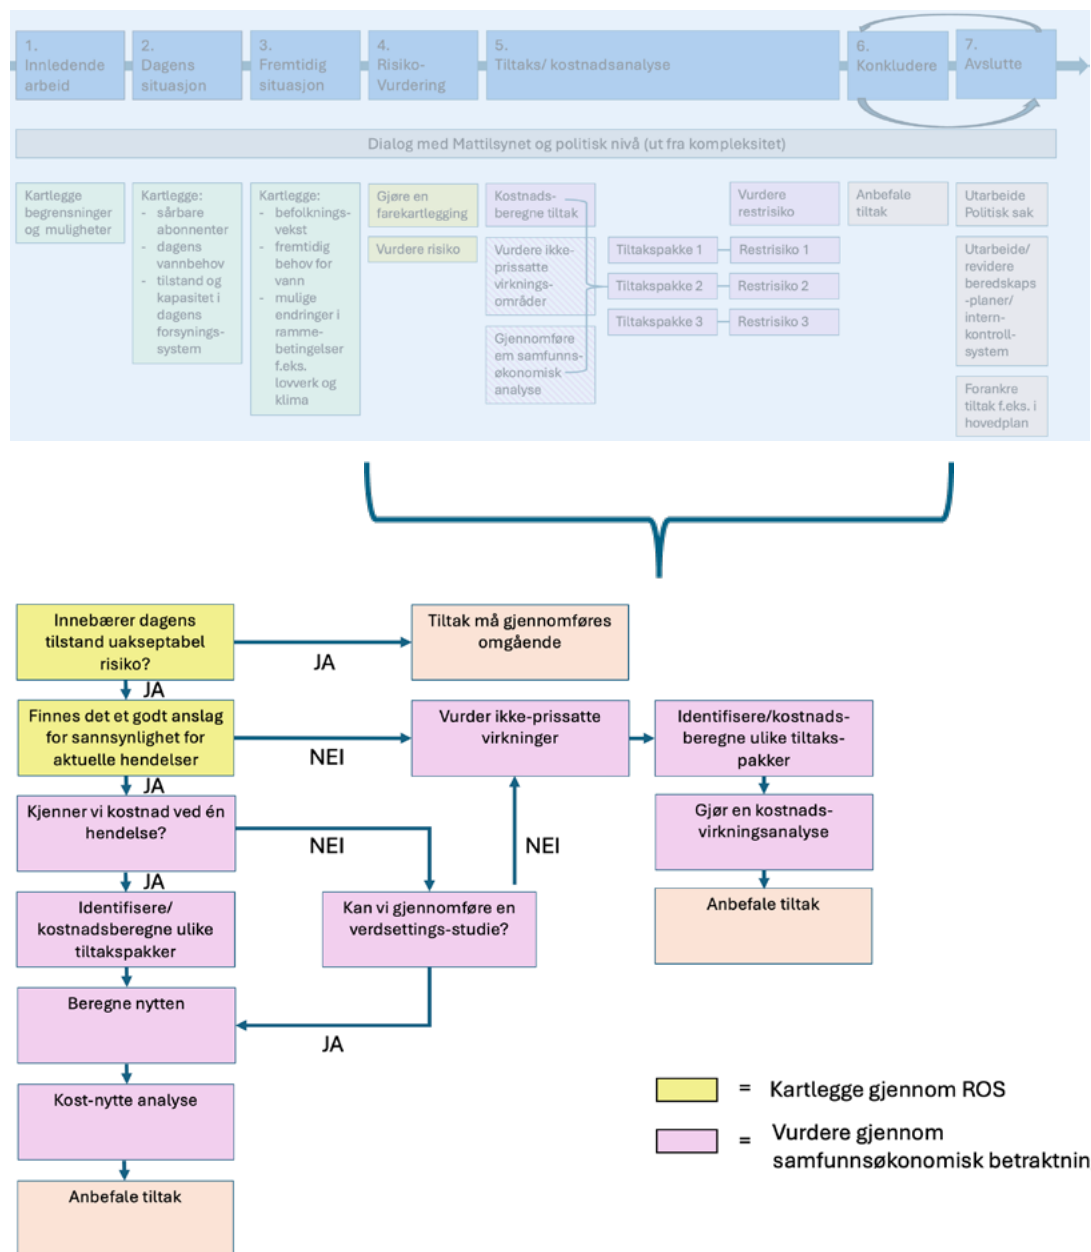 1.
Innledende
arbeid
2.
Dagens
situasjon
3.
Fremtidig
situasjon
4.
Risiko-
Vurdering
5.
Tiltaks/ kostnadsanalyse
6.
Konkludere
7.
Avslutte
Dialog med Mattilsynet og politisk nivå (ut fra kompleksitet)
Kartlegge
begrensninger
og muligheter
Kartlegge:
- sårbare
abonnenter
- dagens
vannbehov
- tilstand og
kapasitet i
dagens
forsynings-
system
Kartlegge:
- befolknings-
vekst
- fremtidig
behov for
vann
- mulige
endringer i
ramme-
betingelser
f.eks.
lovverk og
klima
Gjøre en
farekartlegging
Vurdere risiko
Kostnads-
beregne tiltak
Vurdere ikke-
prissatte
virknings-
områder
Gjennomføre
em samfunns-
økonomisk
analyse
Tiltakspakke 1
Tiltakspakke 2
Tiltakspakke 3
Vurdere
restrisiko
Restrisiko 1
Restrisiko 2
Restrisiko 3
Anbefale
tiltak
Utarbeide
Politisk sak
Utarbeide/
revidere
beredskaps
-planer/
intern-
kontroll-
system
Forankre
tiltak f.eks. i
hovedplan
Innebærer dagens
tilstand uakseptabel
risiko?
JA
Tiltak må gjennomføres
omgående
JA
Finnes det et godt anslag
for sannsynlighet for
aktuelle hendelser
NEI
Vurder ikke-prissatte
virkninger
Identifisere/kostnads-
beregne ulike tiltaks-
pakker
JA
Kjenner vi kostnad ved én
hendelse?
NEI
NEI
Gjør en kostnads-
virkningsanalyse
JA
Identifisere/
kostnadsberegne ulike
tiltakspakker
Kan vi gjennomføre en
verdsettings-studie?
Anbefale tiltak
Beregne nytten
JA
Kost-nytte analyse
Anbefale tiltak
= Kartlegge gjennom ROS
= Vurdere gjennom
samfunnsøkonomisk betraktnin